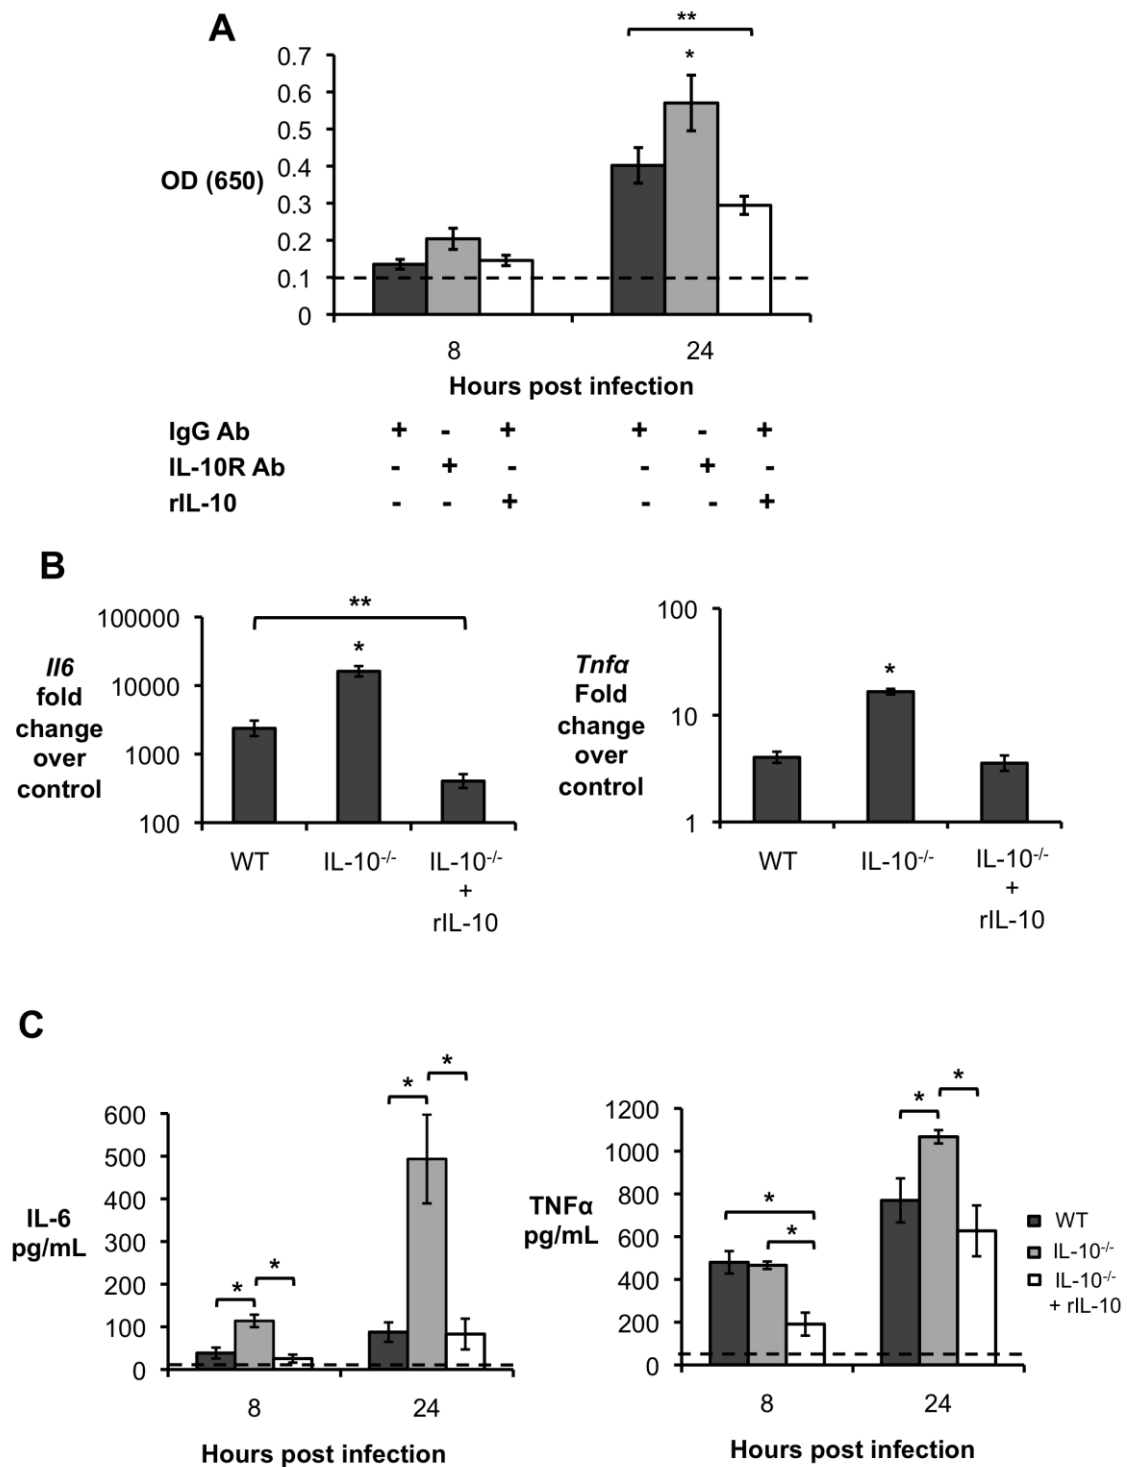 A
**
*
0.7
0.6
0.5
0.4
0.3
0.2
0.1
0
OD (650)
8 24
Hours post infection
IgG Ab + - + + - +
IL-10R Ab - + - - + -
rIL-10 - - + - - +
B
**
*
100000
10000
1000
100
Il6
fold
change
over
control
WT IL-10-/- IL-10-/-
+
rIL-10
*
100
10
1
Tnfα
Fold
change
over
control
WT IL-10-/- IL-10-/-
+
rIL-10
C
* * * *
600
500
400
300
200
100
0
IL-6
pg/mL
8 24
Hours post infection
* * * *
1200
1000
800
600
400
200
0
TNFα
pg/mL
8 24
Hours post infection
WT
IL-10-/-
IL-10-/-
+ rIL-10